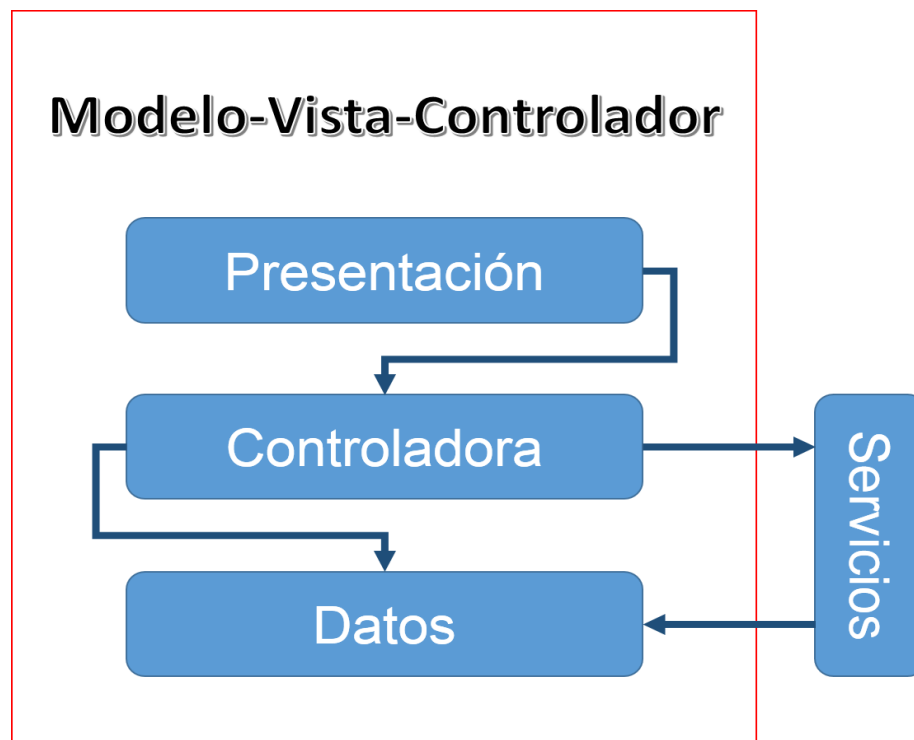 Modelo-Vista-Controlador
Presentación
Controladora
Servicios
Datos